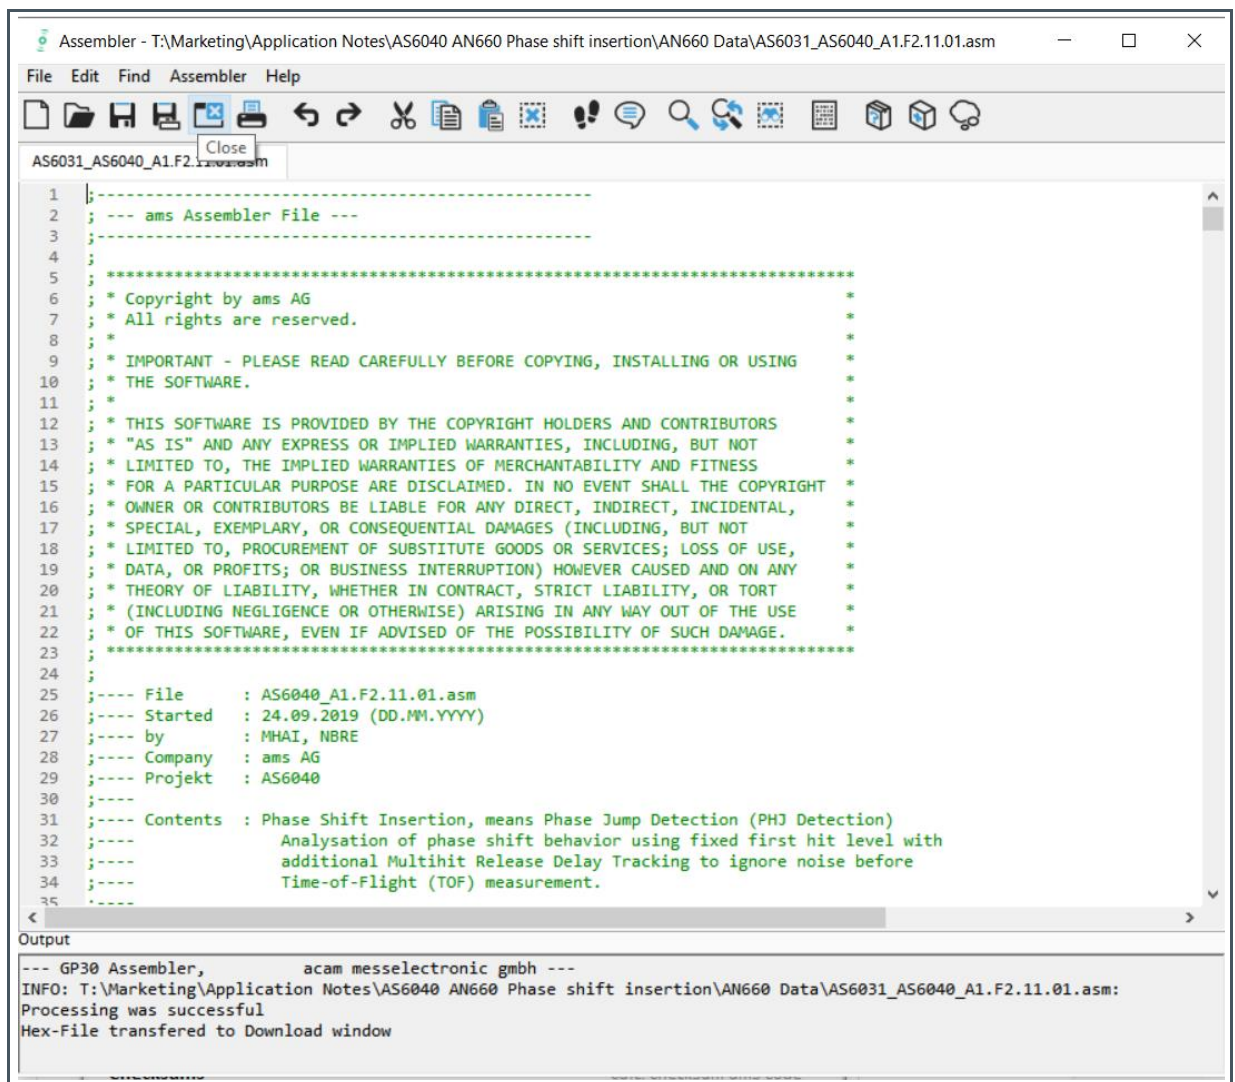 Assembler - T:\Marketing\Application Notes\AS6040 AN660 Phase shift insertion\AN660 Data\AS6031_AS6040_A1.F2.11.01.asm
File Edit Find Assembler Help
Close
AS6031_AS6040_A1.F2.11.01.asm
1 ;---------------------------------------------------
2 ; --- ams Assembler File ---
3 ;---------------------------------------------------
4 ;
5 ; *****************************************************************************
6 ; * Copyright by ams AG *
7 ; * All rights are reserved. *
8 ; * *
9 ; * IMPORTANT - PLEASE READ CAREFULLY BEFORE COPYING, INSTALLING OR USING *
10 ; * THE SOFTWARE. *
11 ; * *
12 ; * THIS SOFTWARE IS PROVIDED BY THE COPYRIGHT HOLDERS AND CONTRIBUTORS *
13 ; * "AS IS" AND ANY EXPRESS OR IMPLIED WARRANTIES, INCLUDING, BUT NOT *
14 ; * LIMITED TO, THE IMPLIED WARRANTIES OF MERCHANTABILITY AND FITNESS *
15 ; * FOR A PARTICULAR PURPOSE ARE DISCLAIMED. IN NO EVENT SHALL THE COPYRIGHT *
16 ; * OWNER OR CONTRIBUTORS BE LIABLE FOR ANY DIRECT, INDIRECT, INCIDENTAL, *
17 ; * SPECIAL, EXEMPLARY, OR CONSEQUENTIAL DAMAGES (INCLUDING, BUT NOT *
18 ; * LIMITED TO, PROCUREMENT OF SUBSTITUTE GOODS OR SERVICES; LOSS OF USE, *
19 ; * DATA, OR PROFITS; OR BUSINESS INTERRUPTION) HOWEVER CAUSED AND ON ANY *
20 ; * THEORY OF LIABILITY, WHETHER IN CONTRACT, STRICT LIABILITY, OR TORT *
21 ; * (INCLUDING NEGLIGENCE OR OTHERWISE) ARISING IN ANY WAY OUT OF THE USE *
22 ; * OF THIS SOFTWARE, EVEN IF ADVISED OF THE POSSIBILITY OF SUCH DAMAGE. *
23 ; *****************************************************************************
24 ;
25 ;---- File : AS6040_A1.F2.11.01.asm
26 ;---- Started : 24.09.2019 (DD.MM.YYYY)
27 ;---- by : MHAI, NBRE
28 ;---- Company : ams AG
29 ;---- Projekt : AS6040
30 ;----
31 ;---- Contents : Phase Shift Insertion, means Phase Jump Detection (PHJ Detection)
32 ;---- Analysation of phase shift behavior using fixed first hit level with
33 ;---- additional Multihit Release Delay Tracking to ignore noise before
34 ;---- Time-of-Flight (TOF) measurement.
35 ;----
Output
--- GP30 Assembler, acam messelectronic gmbh ---
INFO: T:\Marketing\Application Notes\AS6040 AN660 Phase shift insertion\AN660 Data\AS6031_AS6040_A1.F2.11.01.asm:
Processing was successful
Hex-File transfered to Download window